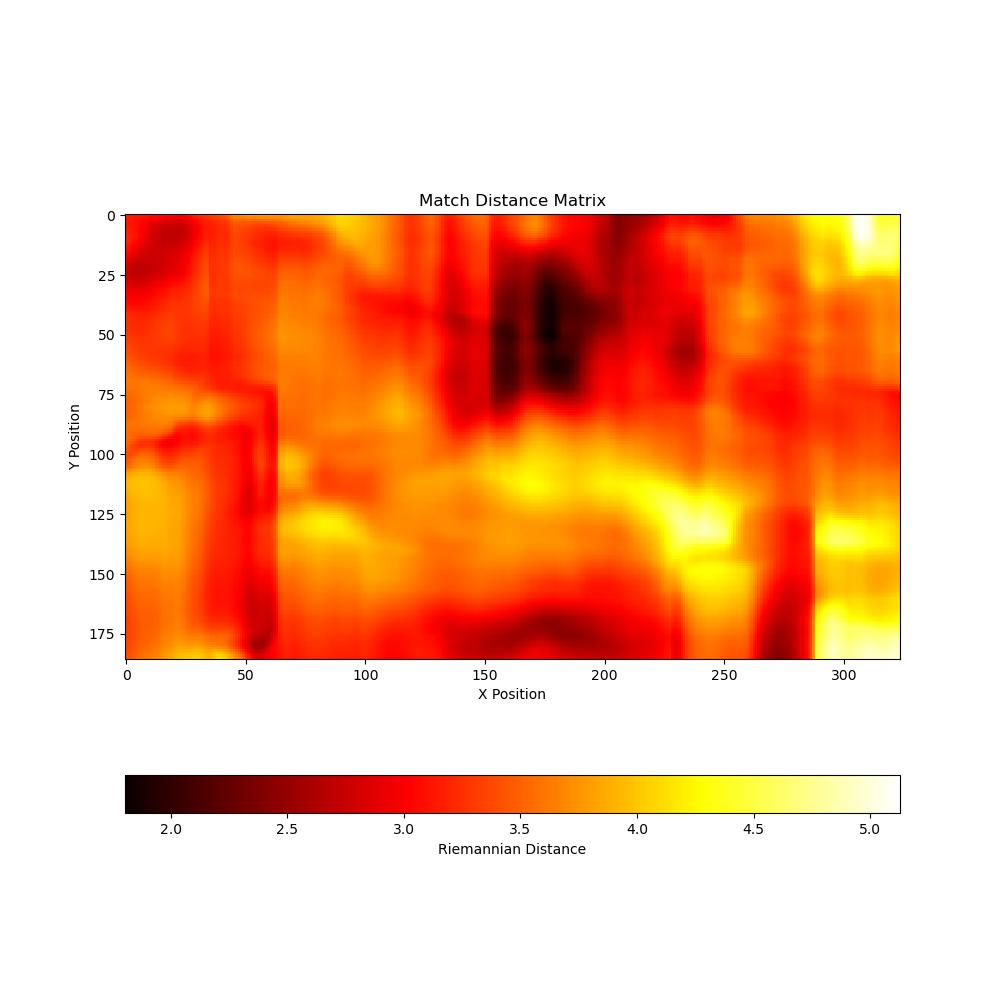 Match Distance Matrix
0
25
50
75
100
125
150
175
Y Position
0 50 100 150 200 250 300
X Position
2.0 2.5 3.0 3.5 4.0 4.5 5.0
Riemannian Distance